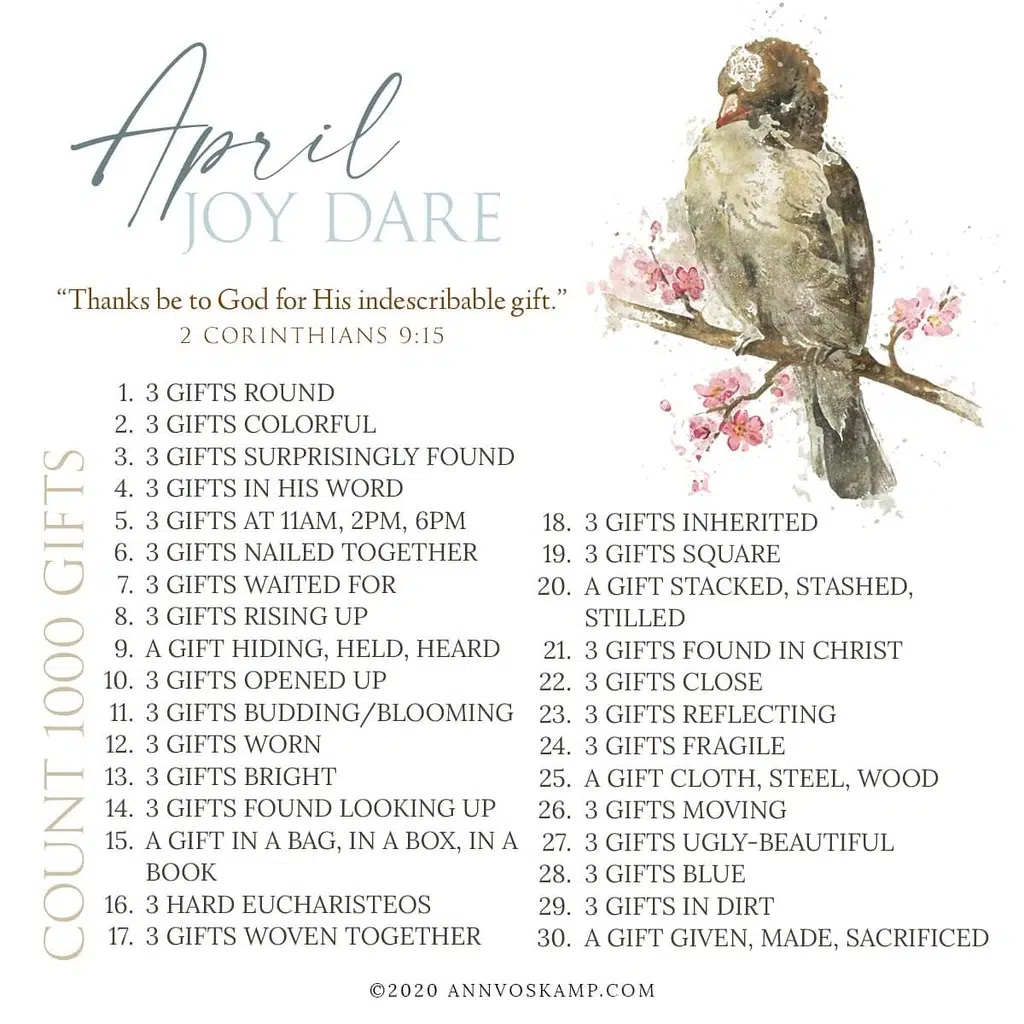 April
JOY DARE
“Thanks be to God for His indescribable gift.”
2 CORINTHIANS 9:15
COUNT 1000 GIFTS
1. 3 GIFTS ROUND
2. 3 GIFTS COLORFUL
3. 3 GIFTS SURPRISINGLY FOUND
4. 3 GIFTS IN HIS WORD
5. 3 GIFTS AT 11AM, 2PM, 6PM
6. 3 GIFTS NAILED TOGETHER
7. 3 GIFTS WAITED FOR
8. 3 GIFTS RISING UP
9. A GIFT HIDING, HELD, HEARD
10. 3 GIFTS OPENED UP
11. 3 GIFTS BUDDING/BLOOMING
12. 3 GIFTS WORN
13. 3 GIFTS BRIGHT
14. 3 GIFTS FOUND LOOKING UP
15. A GIFT IN A BAG, IN A BOX, IN A
BOOK
16. 3 HARD EUCHARISTEOS
17. 3 GIFTS WOVEN TOGETHER
18. 3 GIFTS INHERITED
19. 3 GIFTS SQUARE
20. A GIFT STACKED, STASHED,
STILLED
21. 3 GIFTS FOUND IN CHRIST
22. 3 GIFTS CLOSE
23. 3 GIFTS REFLECTING
24. 3 GIFTS FRAGILE
25. A GIFT CLOTH, STEEL, WOOD
26. 3 GIFTS MOVING
27. 3 GIFTS UGLY-BEAUTIFUL
28. 3 GIFTS BLUE
29. 3 GIFTS IN DIRT
30. A GIFT GIVEN, MADE, SACRIFICED
©2020 ANNVOSKAMP.COM